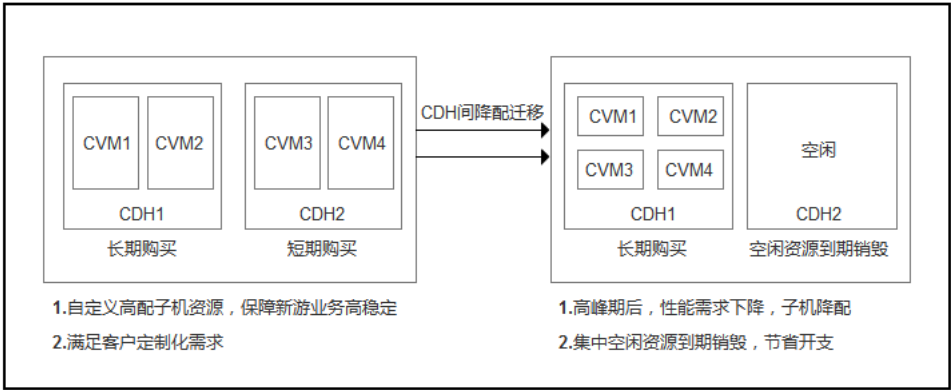 CDH间降配迁移
CVM1 CVM2 CVM3 CVM4
CDH1 CDH2
长期购买 短期购买
1.自定义高配子机资源，保障新游业务高稳定
2.满足客户定制化需求
CVM1 CVM2
空闲
CVM3 CVM4
CDH1 CDH2
长期购买 空闲资源到期销毁
1.高峰期后，性能需求下降，子机降配
2.集中空闲资源到期销毁，节省开支